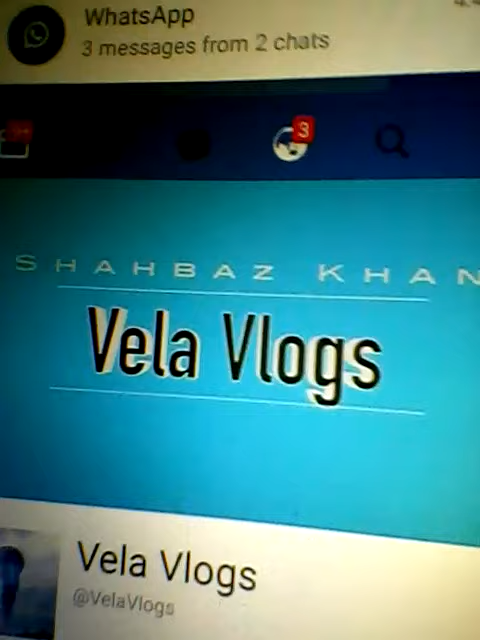 WhatsApp
3 messages from 2 chats
3
SHAHBAZ KHAN
Vela Vlogs
Vela Vlogs
@VelaVlogs